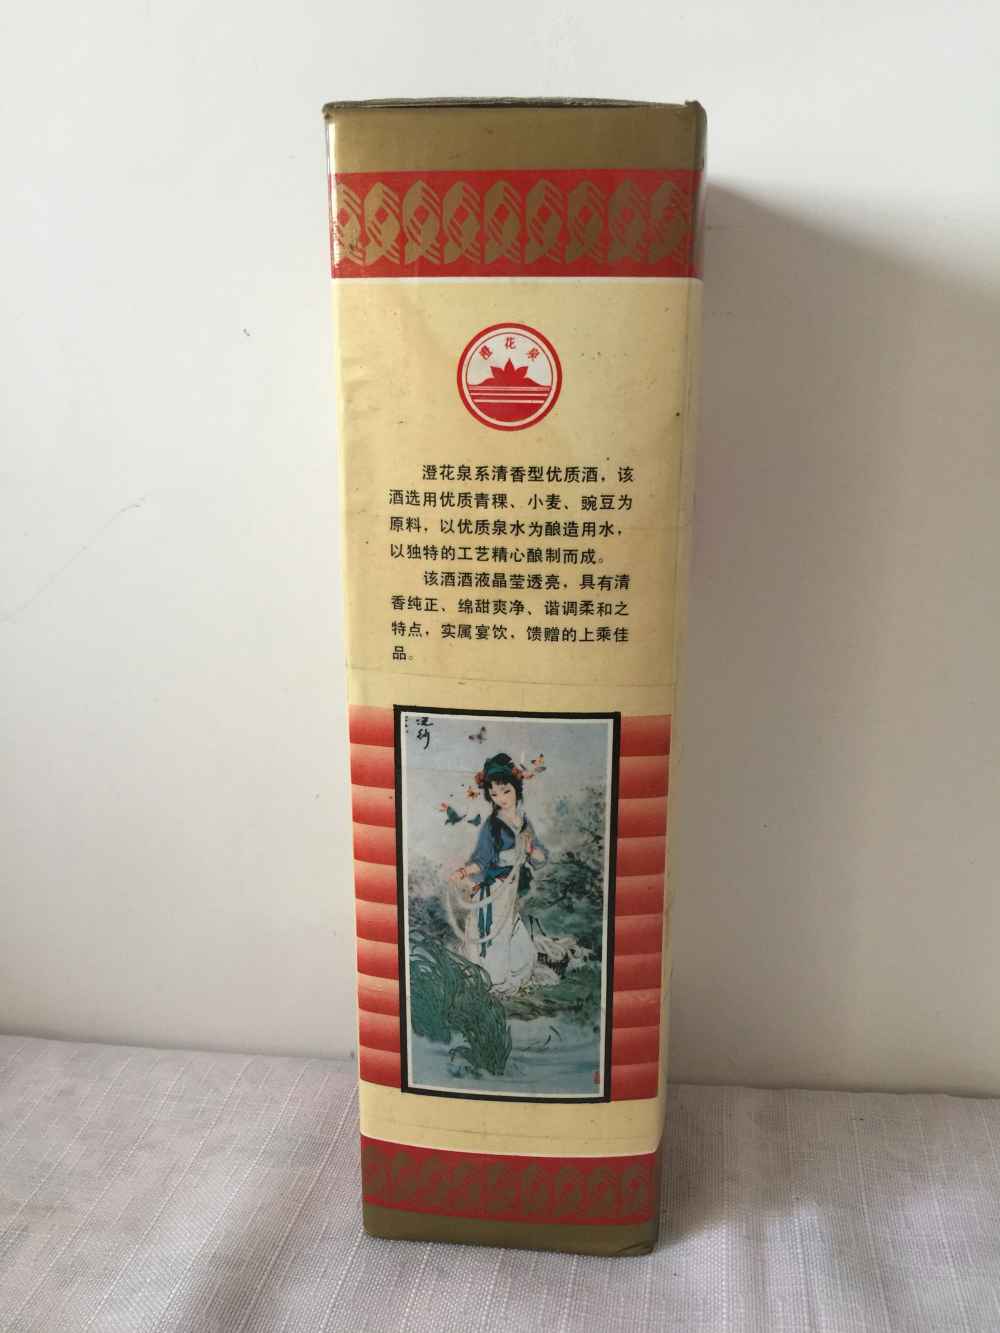 澄花泉
澄花泉系清香型优质酒，该
酒选用优质青稞、小麦、豌豆为
原料，以优质泉水为酿造用水，
以独特的工艺精心酿制而成。
该酒酒液晶莹透亮，具有清
香纯正、绵甜爽净、谐调柔和之
特点，实属宴饮，馈赠的上乘佳
品。
浣纱